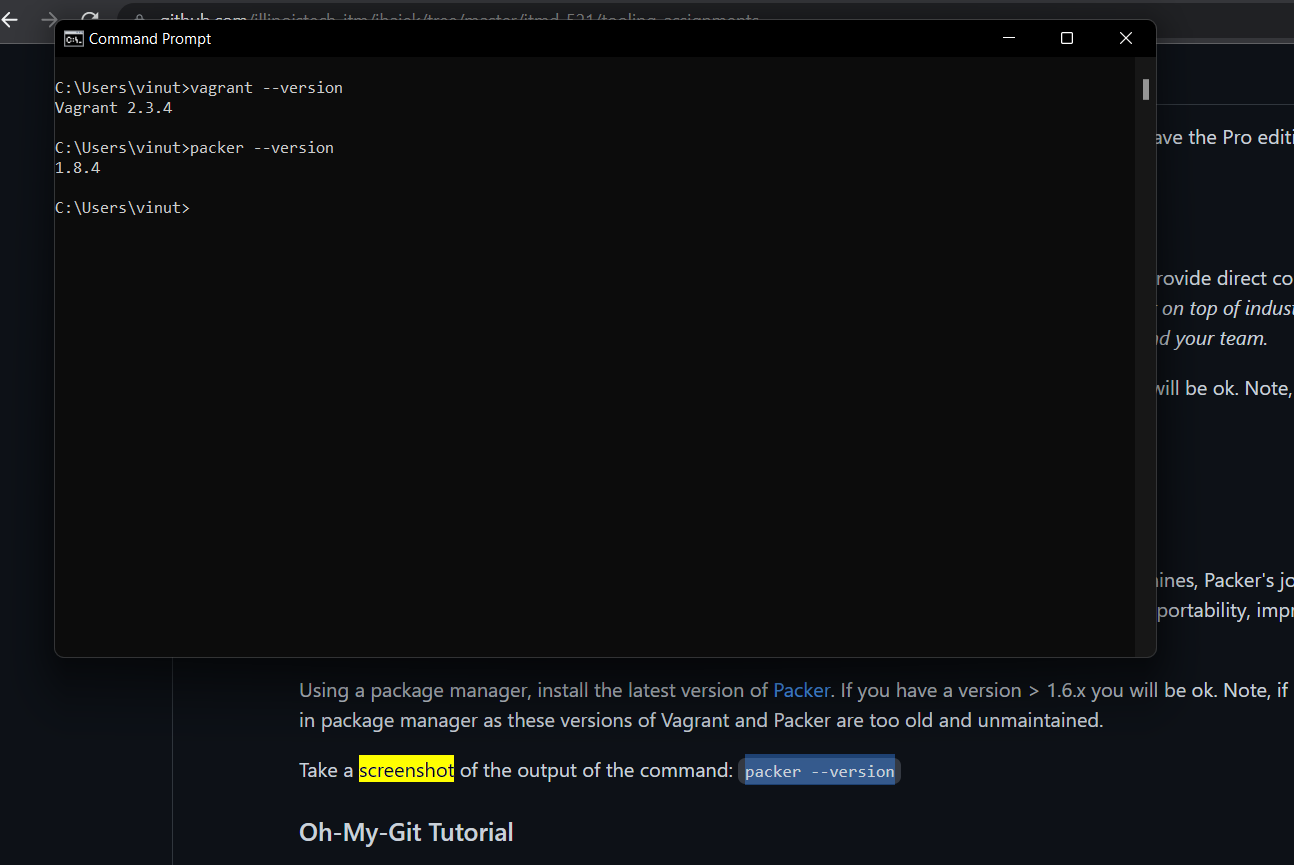 github.com/illinoistech-itm/jhajek/tree/master/itmd-521/tooling-assignments
Command Prompt
C:\Users\vinut>vagrant --version
Vagrant 2.3.4
C:\Users\vinut>packer --version
1.8.4
C:\Users\vinut>
ave the Pro editi
rovide direct co
on top of indust
nd your team.
will be ok. Note,
ines, Packer's jo
portability, impr
Using a package manager, install the latest version of Packer. If you have a version > 1.6.x you will be ok. Note, if
in package manager as these versions of Vagrant and Packer are too old and unmaintained.
Take a screenshot of the output of the command: packer --version
Oh-My-Git Tutorial